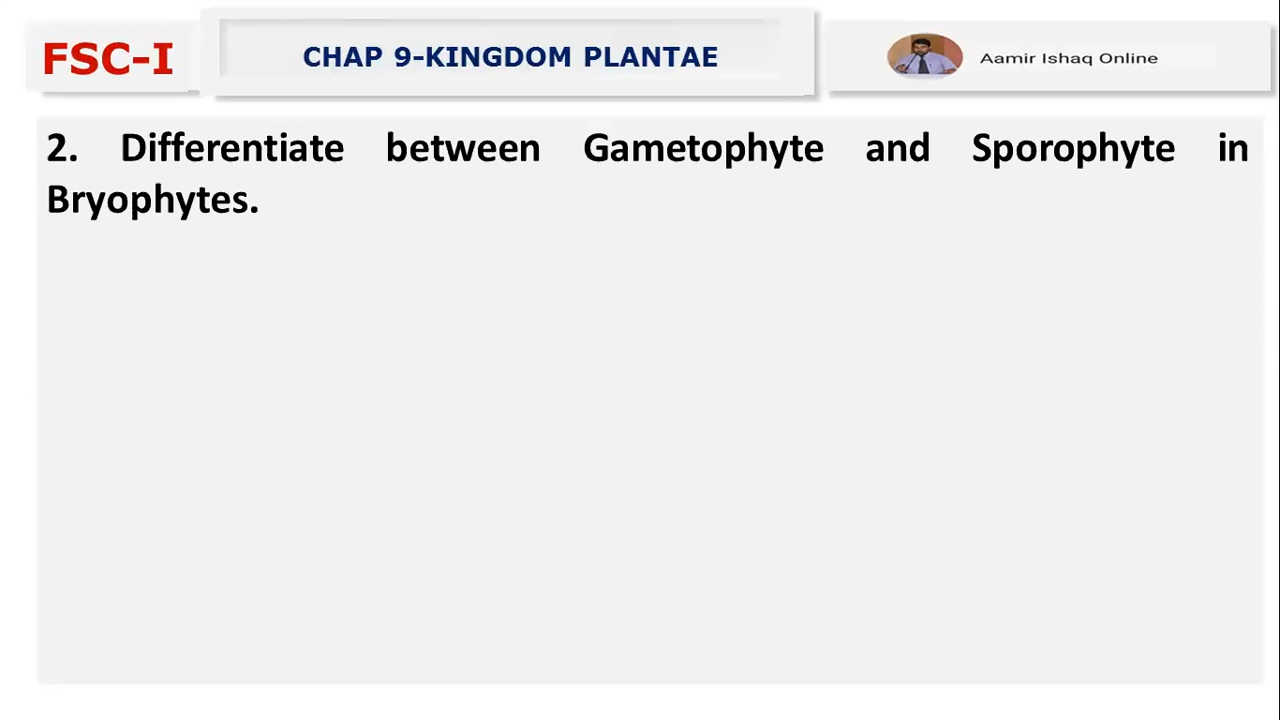 FSC-I
CHAP 9-KINGDOM PLANTAE
Aamir Ishaq Online
2. Differentiate between Gametophyte and Sporophyte in
Bryophytes.